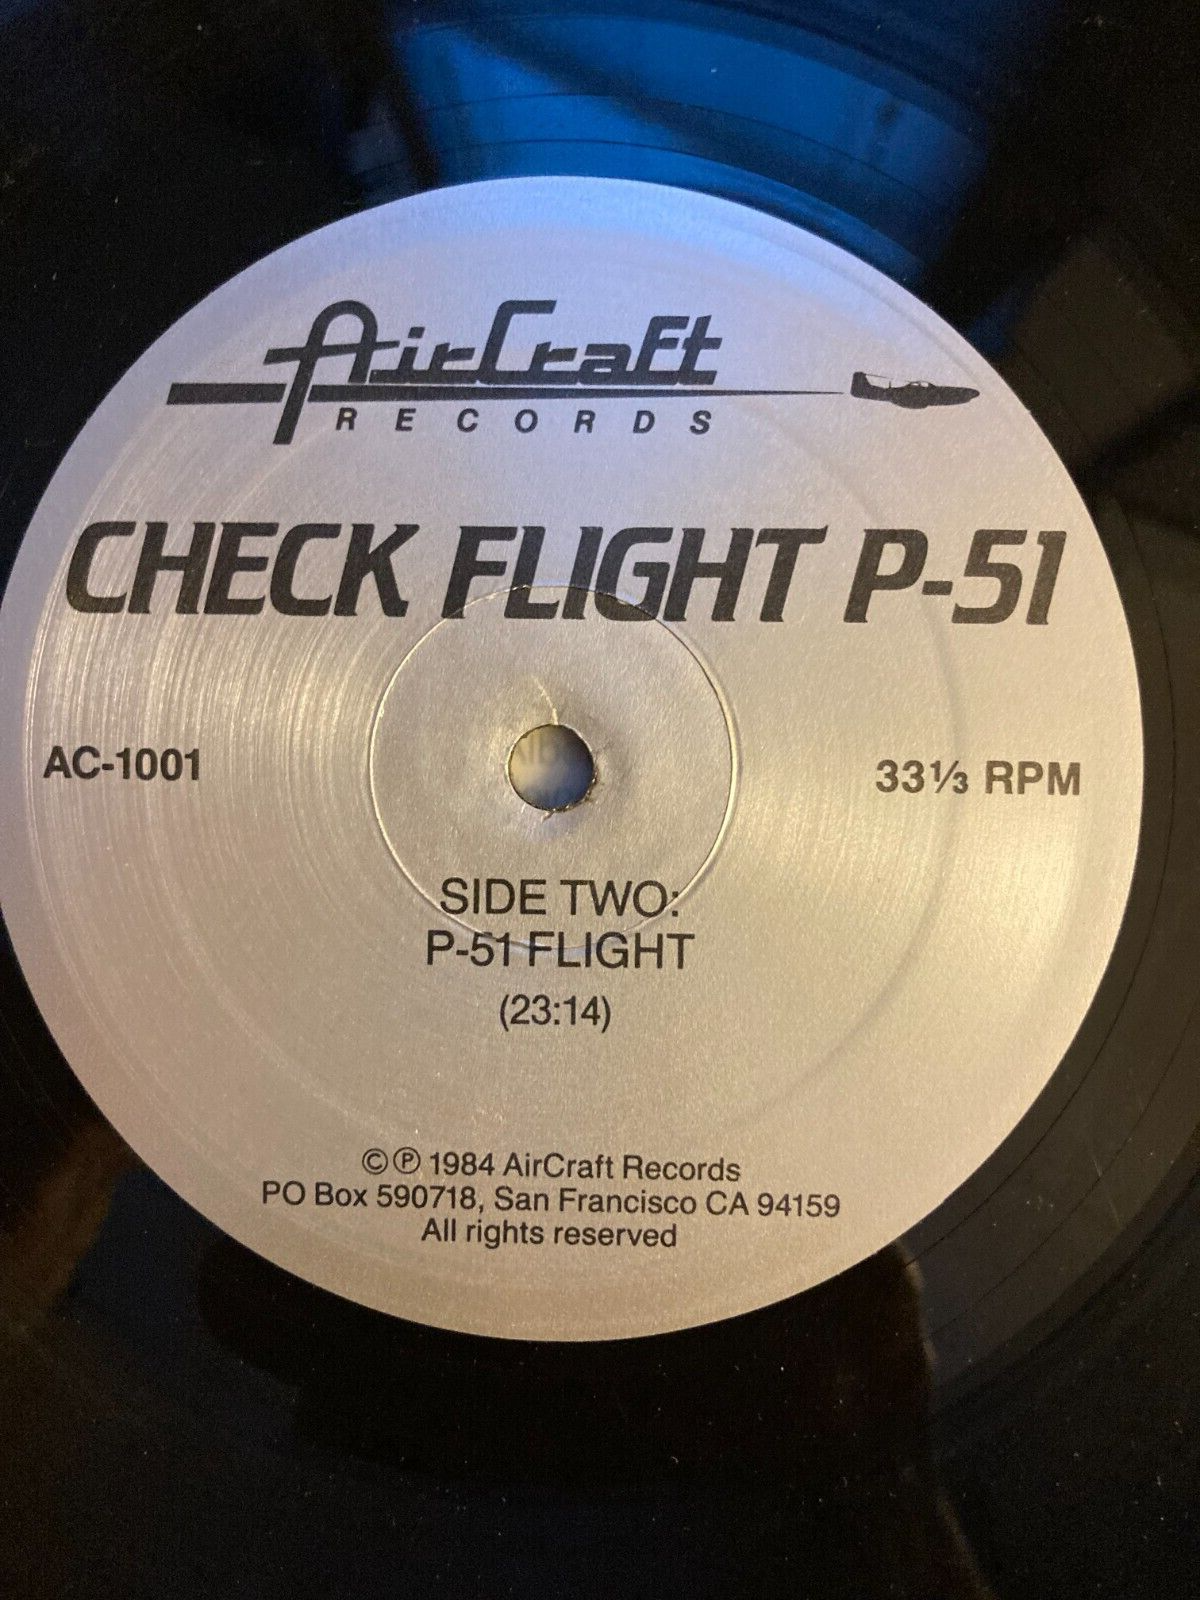 AirCraft
RECORDS
CHECK FLIGHT P-51
AC-1001
33⅓ RPM
SIDE TWO:
P-51 FLIGHT
(23:14)
©℗ 1984 AirCraft Records
PO Box 590718, San Francisco CA 94159
All rights reserved